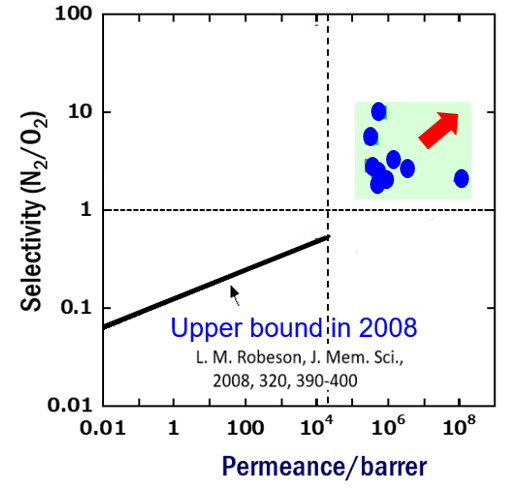 100
10
1
0.1
0.01
Selectivity (N₂/O₂)
Upper bound in 2008
L. M. Robeson, J. Mem. Sci.,
2008, 320, 390-400
0.01 1 100 10⁴ 10⁶ 10⁸
Permeance/barrer